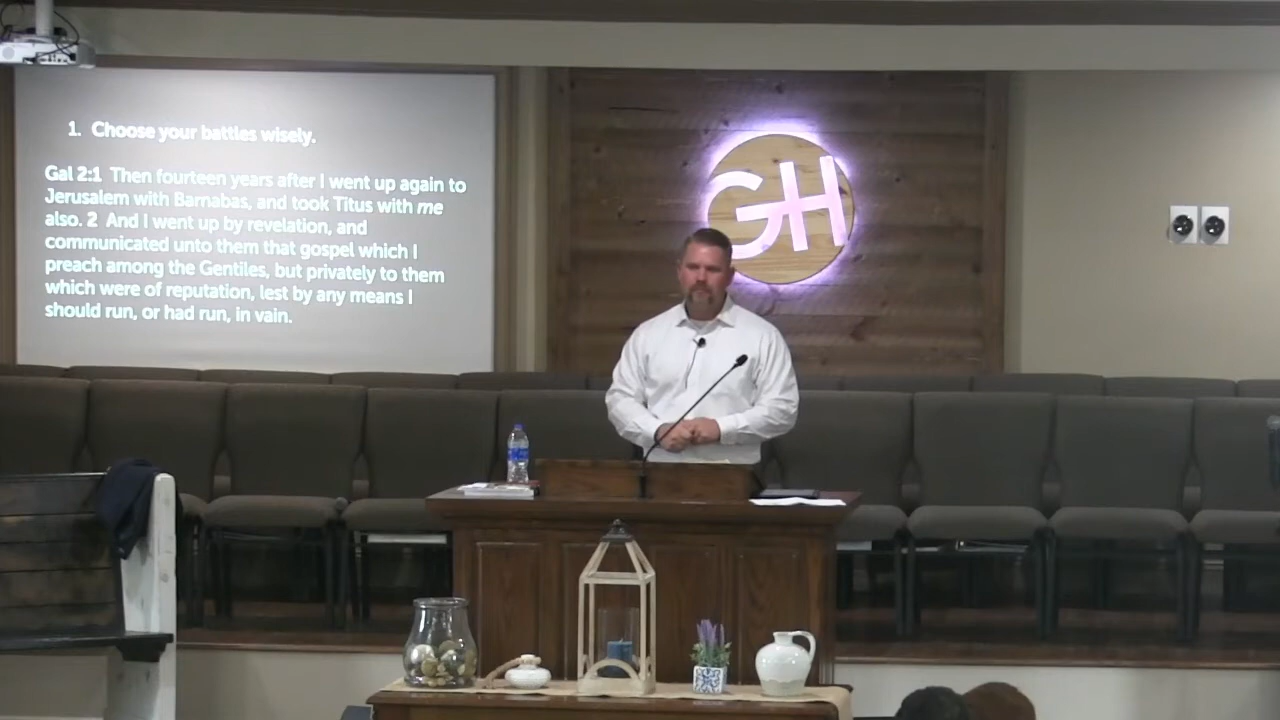 1. Choose your battles wisely.
Gal 2:1 Then fourteen years after I went up again to
Jerusalem with Barnabas, and took Titus with me
also. 2 And I went up by revelation, and
communicated unto them that gospel which I
preach among the Gentiles, but privately to them
which were of reputation, lest by any means I
should run, or had run, in vain.
GH